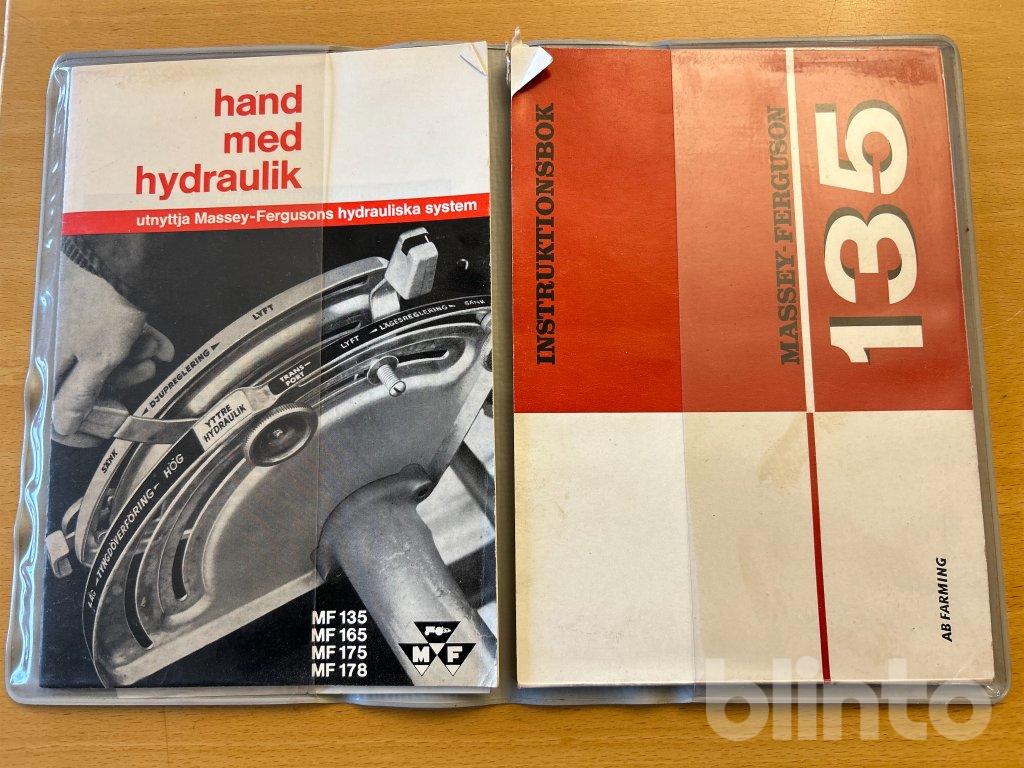 hand
med
hydraulik
utnyttja Massey-Fergusons hydrauliska system
LYFT
DJUPREGLERING
SÄNK
LYFT
LÄGESREGLERING
SÄNK
TRANS-
PORT
YTTRE
HYDRAULIK
LÅG
TYNGDÖVERFÖRING
HÖG
MF 135
MF 165
MF 175
MF 178
MF
INSTRUKTIONSBOK
MASSEY-FERGUSON
135
AB FARMING
blinto